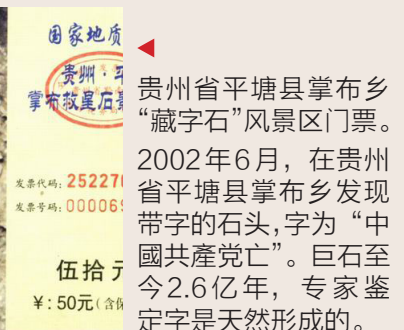 国家地质
贵州·平
掌布救星石景
发票代码: 25227
发票号码: 00006
伍拾元
¥: 50元(含保
贵州省平塘县掌布乡
“藏字石”风景区门票。
2002年6月，在贵州
省平塘县掌布乡发现
带字的石头,字为“中
國共產党亡”。巨石至
今2.6亿年，专家鉴
定字是天然形成的。